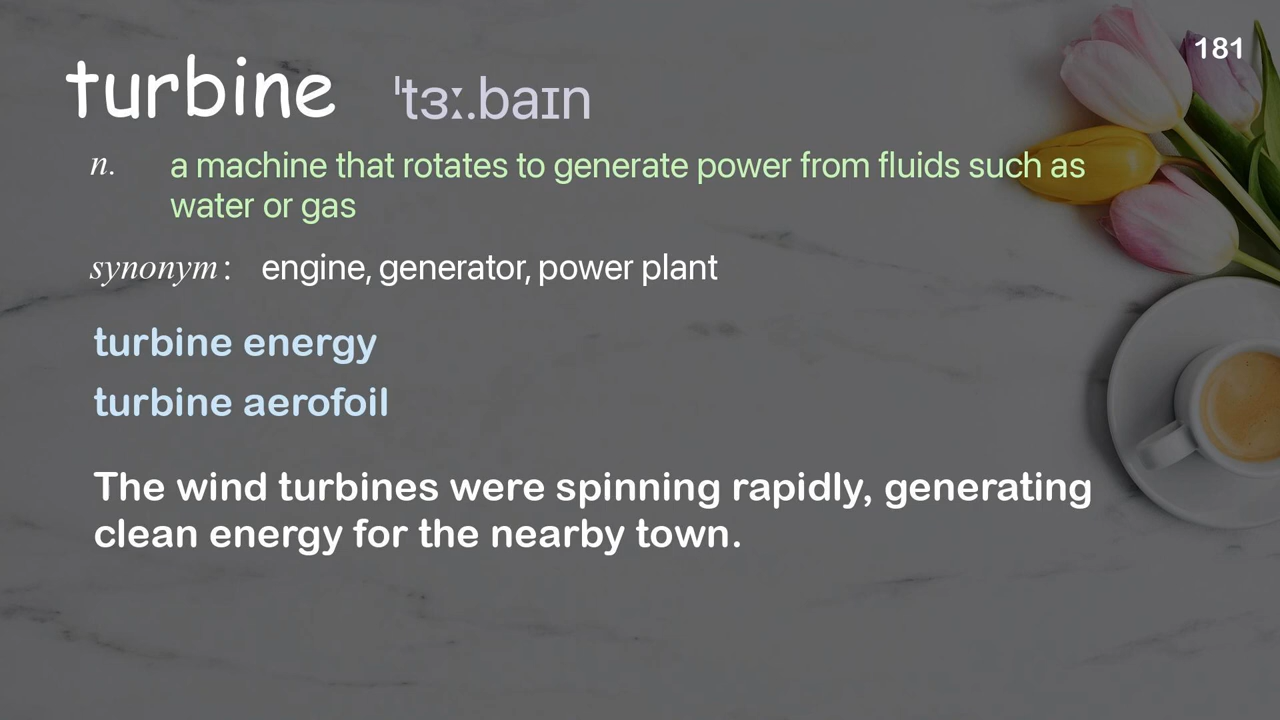 181
turbine ˈtɜː.baɪn
n. a machine that rotates to generate power from fluids such as
water or gas
synonym: engine, generator, power plant
turbine energy
turbine aerofoil
The wind turbines were spinning rapidly, generating
clean energy for the nearby town.